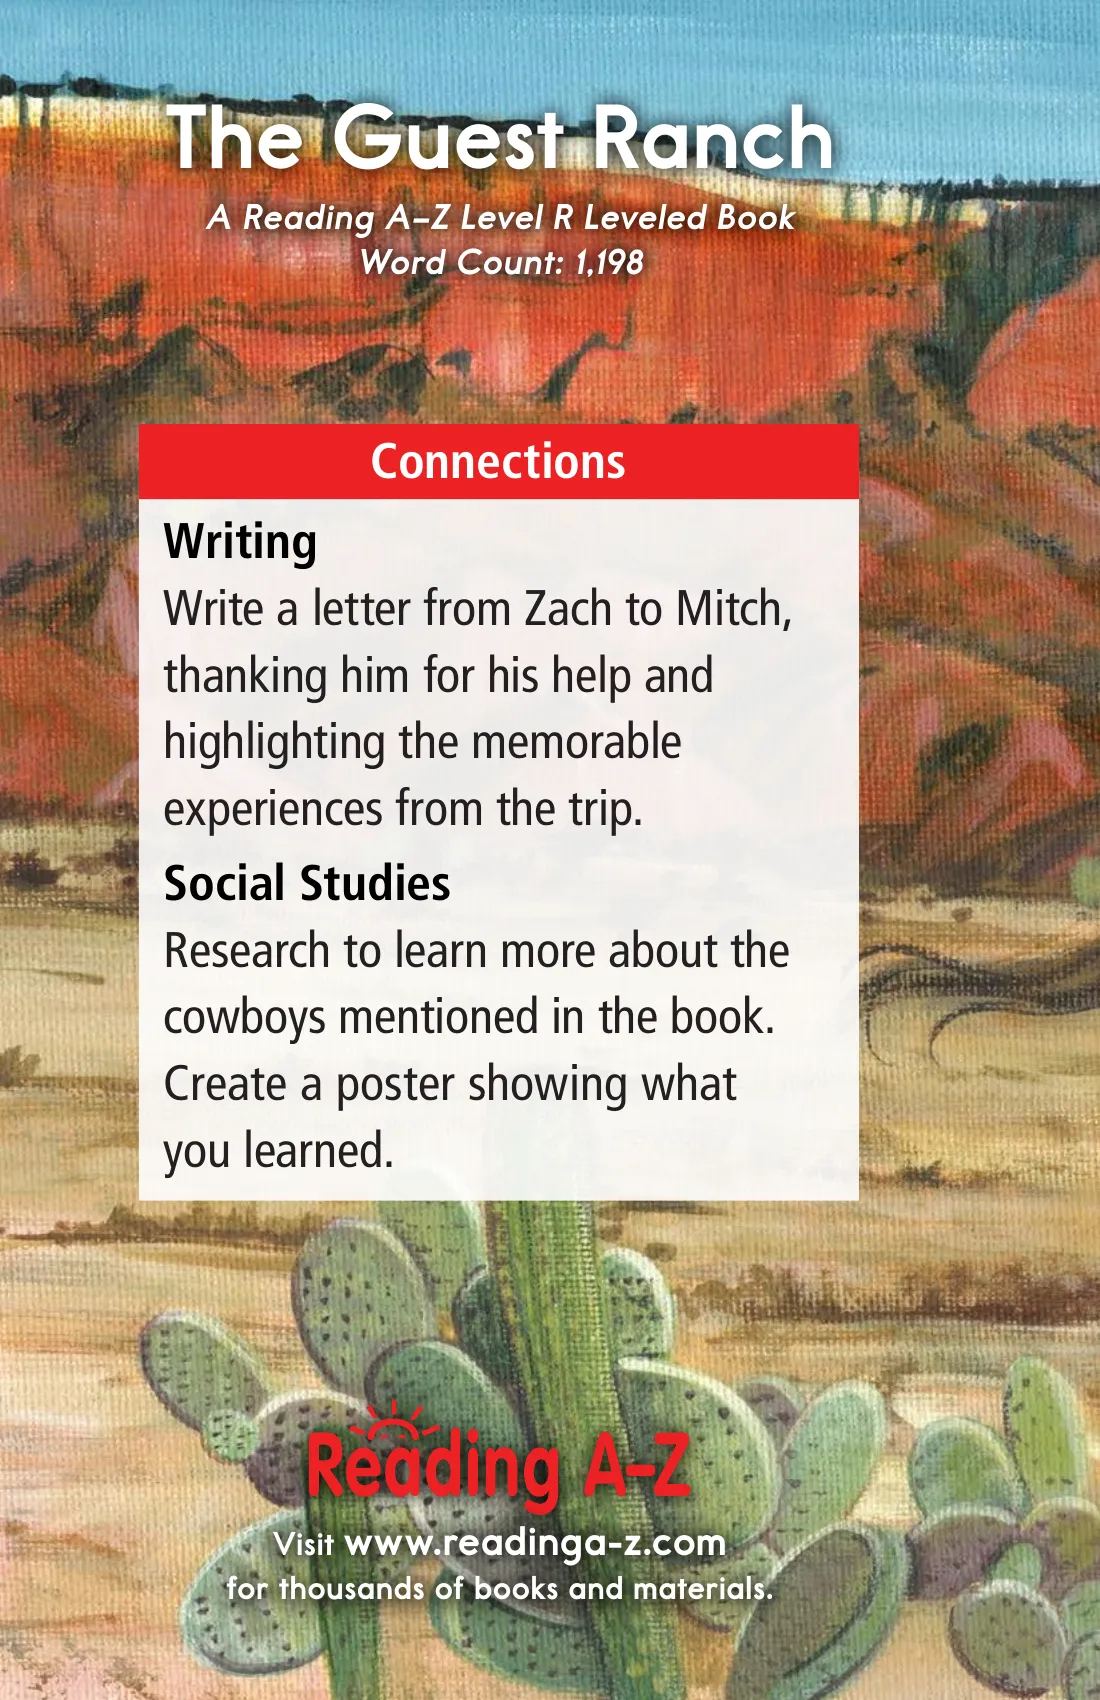 The Guest Ranch
A Reading A–Z Level R Leveled Book
Word Count: 1,198
Connections
Writing
Write a letter from Zach to Mitch,
thanking him for his help and
highlighting the memorable
experiences from the trip.
Social Studies
Research to learn more about the
cowboys mentioned in the book.
Create a poster showing what
you learned.
Reading A-Z
Visit www.readinga-z.com
for thousands of books and materials.